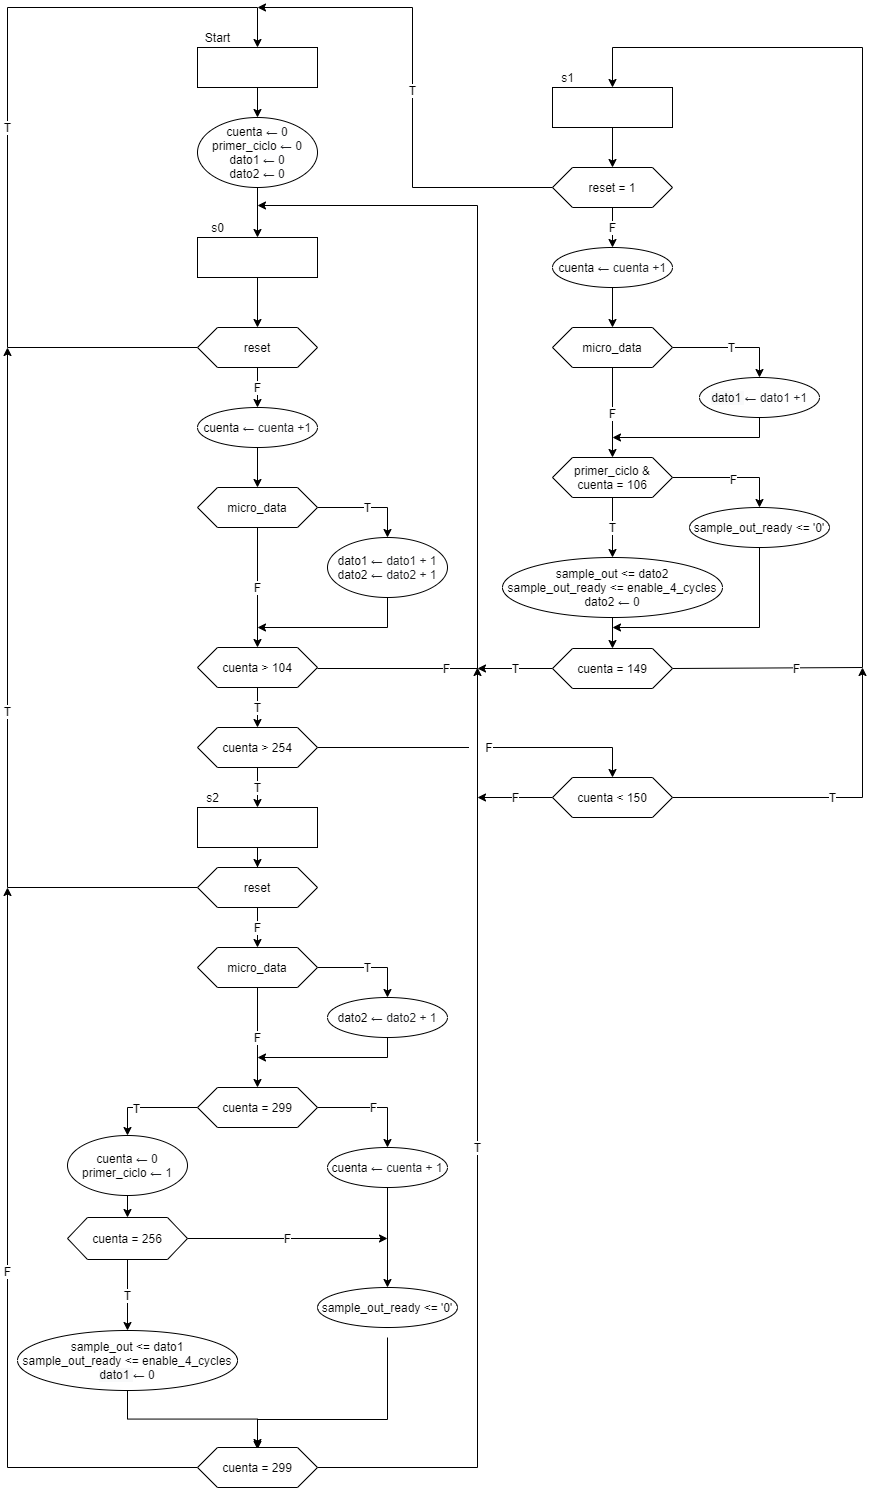 Start
cuenta ← 0
primer_ciclo ← 0
dato1 ← 0
dato2 ← 0
s0
reset
T
F
cuenta ← cuenta +1
micro_data
T
dato1 ← dato1 + 1
dato2 ← dato2 + 1
F
cuenta > 104
F
T
cuenta > 254
F
T
s2
reset
T
F
micro_data
T
dato2 ← dato2 + 1
F
cuenta = 299
T
F
cuenta ← 0
primer_ciclo ← 1
cuenta ← cuenta + 1
cuenta = 256
F
T
sample_out_ready <= '0'
sample_out <= dato1
sample_out_ready <= enable_4_cycles
dato1 ← 0
cuenta = 299
F
T
s1
reset = 1
T
F
cuenta ← cuenta +1
micro_data
T
dato1 ← dato1 +1
F
primer_ciclo &
cuenta = 106
F
sample_out_ready <= '0'
T
sample_out <= dato2
sample_out_ready <= enable_4_cycles
dato2 ← 0
cuenta = 149
T
F
cuenta < 150
F
T